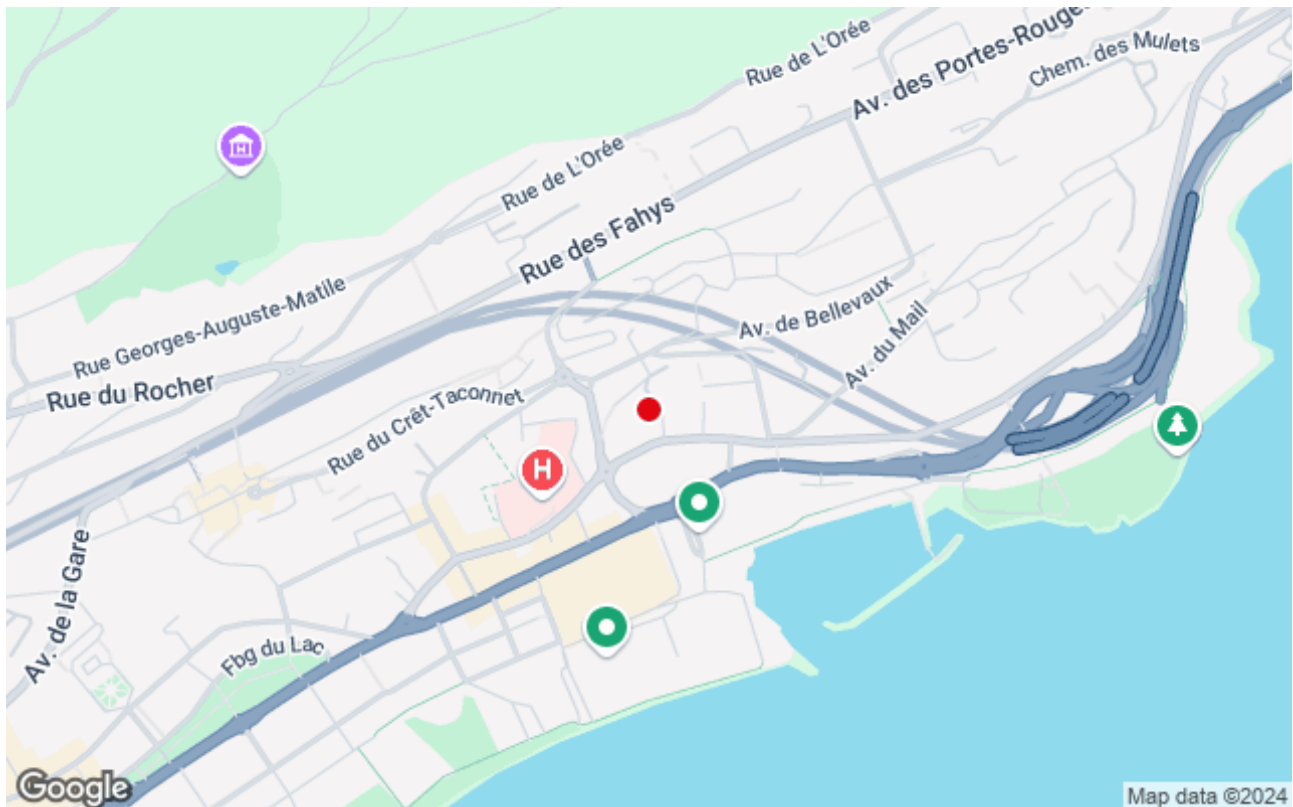 Rue de L'Orée
Av. des Portes-Rouge
Chem. des Mulets
Rue de L'Orée
Rue des Fahys
Rue Georges-Auguste-Matile
Av. de Bellevaux
Av. du Mail
Rue du Rocher
Rue du Crêt-Taconnet
H
Av. de la Gare
Fbg du Lac
Google
Map data ©2024